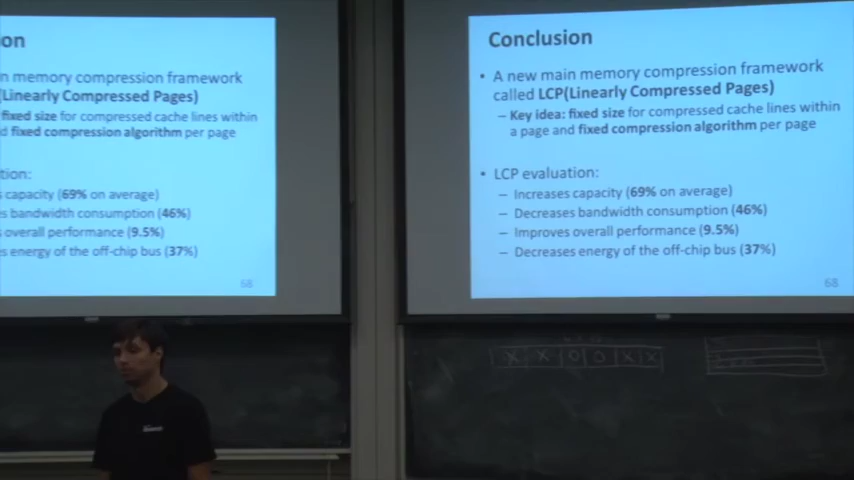 on
n memory compression framework
(Linearly Compressed Pages)
fixed size for compressed cache lines within
d fixed compression algorithm per page
tion:
s capacity (69% on average)
es bandwidth consumption (46%)
overall performance (9.5%)
es energy of the off-chip bus (37%)
68
Conclusion
• A new main memory compression framework
called LCP(Linearly Compressed Pages)
– Key idea: fixed size for compressed cache lines within
a page and fixed compression algorithm per page
• LCP evaluation:
– Increases capacity (69% on average)
– Decreases bandwidth consumption (46%)
– Improves overall performance (9.5%)
– Decreases energy of the off-chip bus (37%)
68
X X 0 0 X X